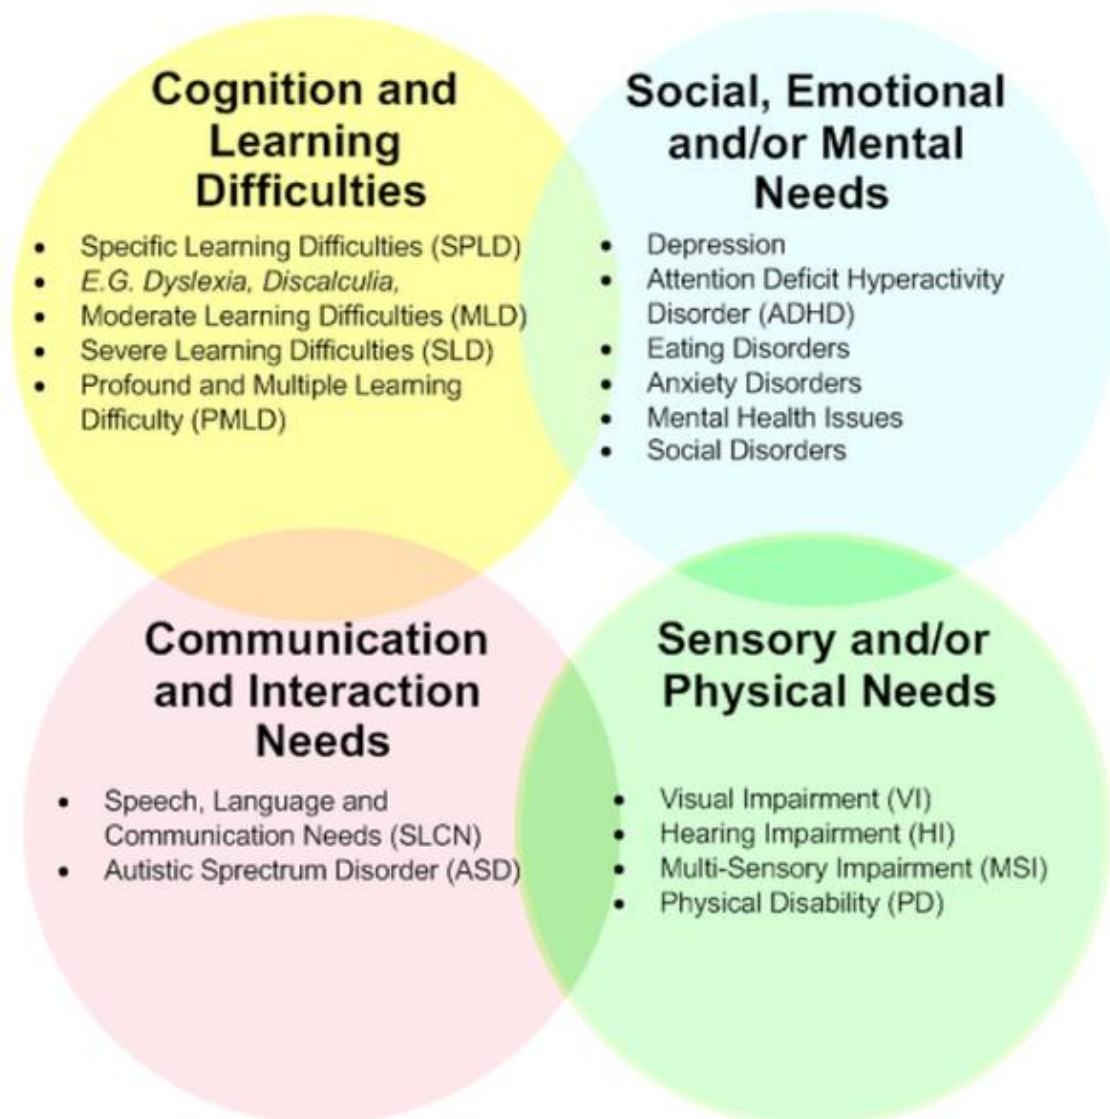 Cognition and
Learning
Difficulties
• Specific Learning Difficulties (SPLD)
• E.G. Dyslexia, Discalculia,
• Moderate Learning Difficulties (MLD)
• Severe Learning Difficulties (SLD)
• Profound and Multiple Learning
Difficulty (PMLD)
Social, Emotional
and/or Mental
Needs
• Depression
• Attention Deficit Hyperactivity
Disorder (ADHD)
• Eating Disorders
• Anxiety Disorders
• Mental Health Issues
• Social Disorders
Communication
and Interaction
Needs
• Speech, Language and
Communication Needs (SLCN)
• Autistic Sprectrum Disorder (ASD)
Sensory and/or
Physical Needs
• Visual Impairment (VI)
• Hearing Impairment (HI)
• Multi-Sensory Impairment (MSI)
• Physical Disability (PD)